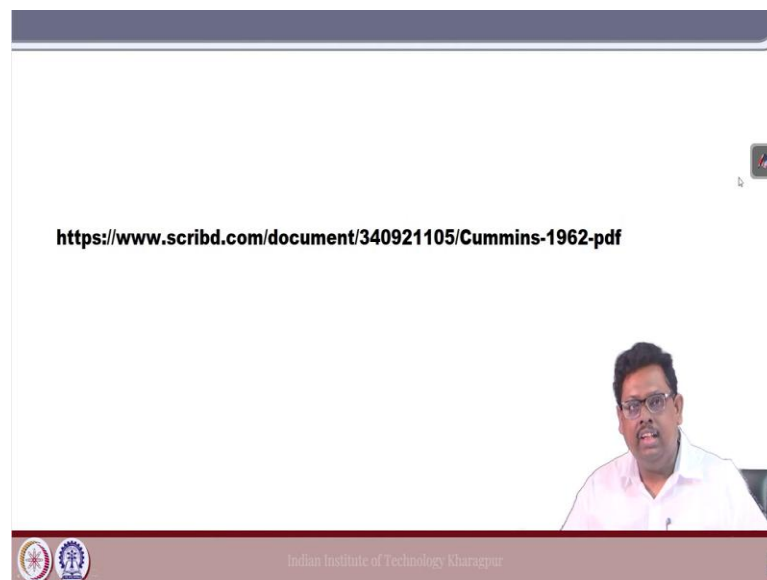 https://www.scribd.com/document/340921105/Cummins-1962-pdf
Indian Institute of Technology Kharagpur